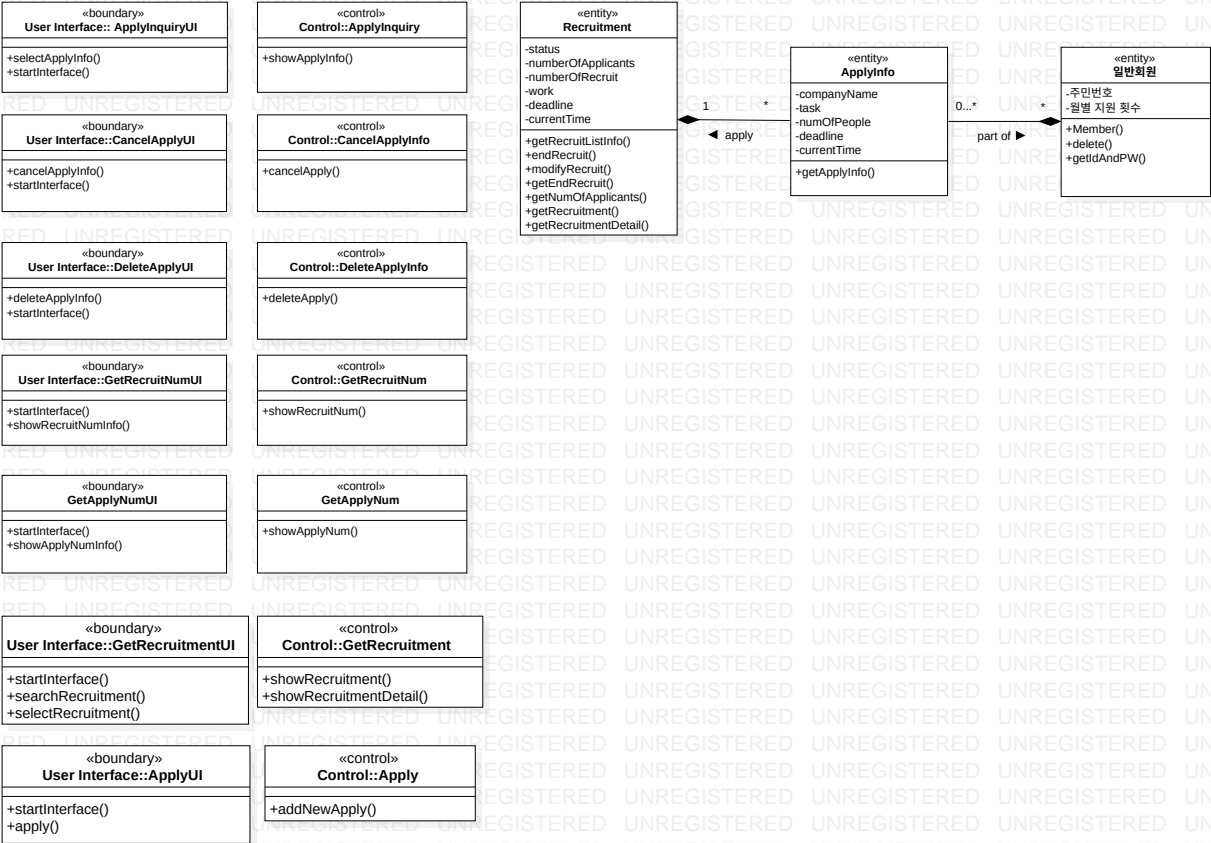 «boundary»
User Interface:: ApplyInquiryUI
+selectApplyInfo()
+startInterface()
«control»
Control::ApplyInquiry
+showApplyInfo()
«boundary»
User Interface::CancelApplyUI
+cancelApplyInfo()
+startInterface()
«control»
Control::CancelApplyInfo
+cancelApply()
«boundary»
User Interface::DeleteApplyUI
+deleteApplyInfo()
+startInterface()
«control»
Control::DeleteApplyInfo
+deleteApply()
«boundary»
User Interface::GetRecruitNumUI
+startInterface()
+showRecruitNumInfo()
«control»
Control::GetRecruitNum
+showRecruitNum()
«boundary»
GetApplyNumUI
+startInterface()
+showApplyNumInfo()
«control»
GetApplyNum
+showApplyNum()
«boundary»
User Interface::GetRecruitmentUI
+startInterface()
+searchRecruitment()
+selectRecruitment()
«control»
Control::GetRecruitment
+showRecruitment()
+showRecruitmentDetail()
«boundary»
User Interface::ApplyUI
+startInterface()
+apply()
«control»
Control::Apply
+addNewApply()
«entity»
Recruitment
-status
-numberOfApplicants
-numberOfRecruit
-work
-deadline
-currentTime
+getRecruitListInfo()
+endRecruit()
+modifyRecruit()
+getEndRecruit()
+getNumOfApplicants()
+getRecruitment()
+getRecruitmentDetail()
1
*
◀ apply
«entity»
ApplyInfo
-companyName
-task
-numOfPeople
-deadline
-currentTime
+getApplyInfo()
0...*
*
part of ▶
«entity»
일반회원
-주민번호
-월별 지원 횟수
+Member()
+delete()
+getIdAndPW()
UNREGISTERED